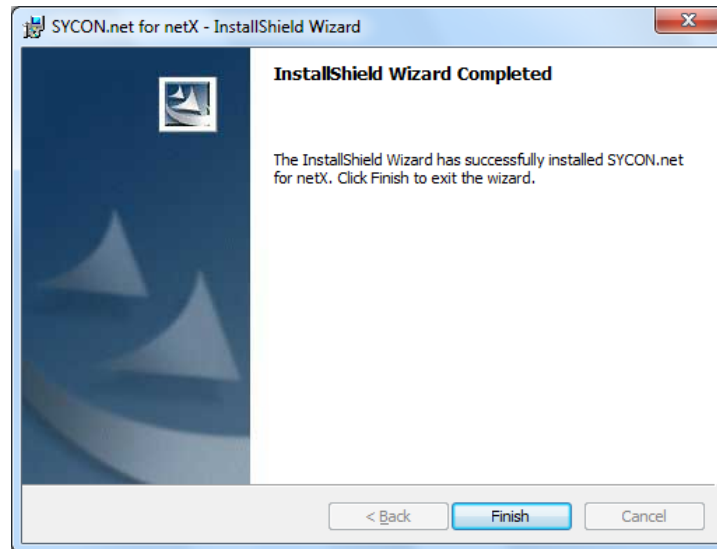 SYCON.net for netX - InstallShield Wizard
InstallShield Wizard Completed
The InstallShield Wizard has successfully installed SYCON.net
for netX. Click Finish to exit the wizard.
< Back Finish Cancel